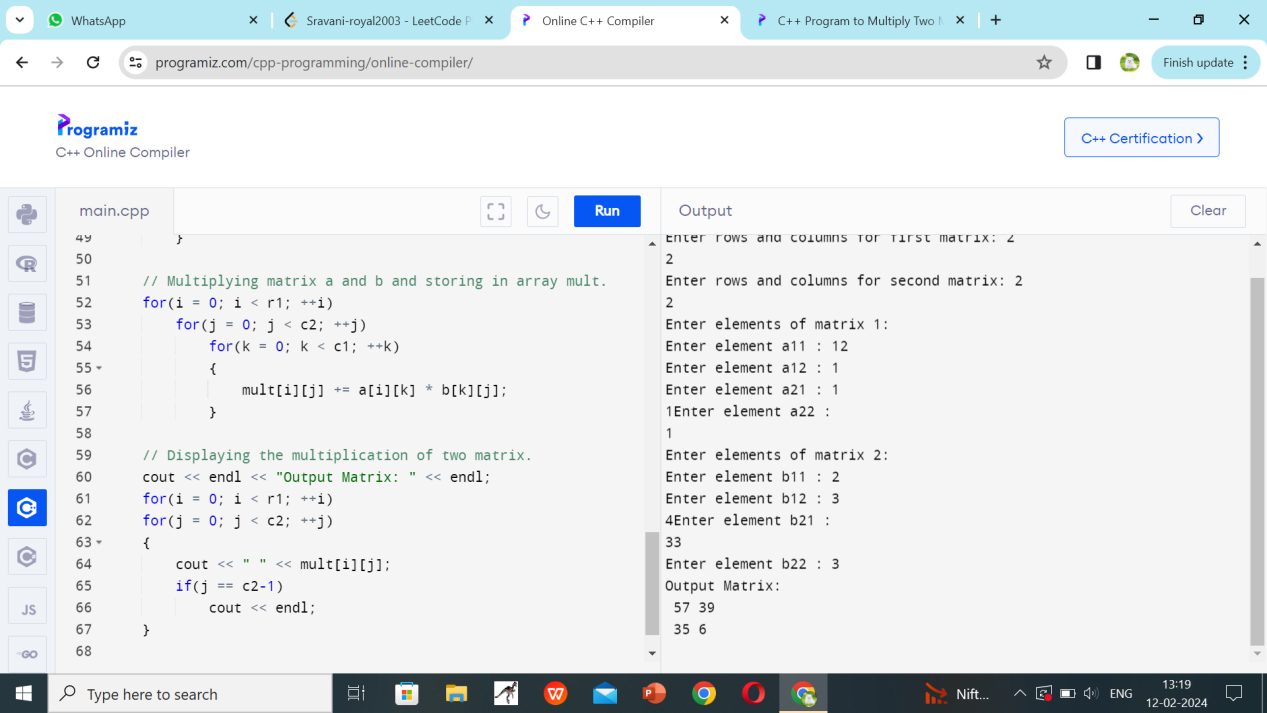 WhatsApp
Sravani-royal2003 - LeetCode P
Online C++ Compiler
C++ Program to Multiply Two
programiz.com/cpp-programming/online-compiler/
Finish update
Programiz
C++ Online Compiler
C++ Certification
main.cpp
Run
Output
Clear
49 }
50
51 // Multiplying matrix a and b and storing in array mult.
52 for(i = 0; i < r1; ++i)
53 for(j = 0; j < c2; ++j)
54 for(k = 0; k < c1; ++k)
55 {
56 mult[i][j] += a[i][k] * b[k][j];
57 }
58
59 // Displaying the multiplication of two matrix.
60 cout << endl << "Output Matrix: " << endl;
61 for(i = 0; i < r1; ++i)
62 for(j = 0; j < c2; ++j)
63 {
64 cout << " " << mult[i][j];
65 if(j == c2-1)
66 cout << endl;
67 }
68
Enter rows and columns for first matrix: 2
2
Enter rows and columns for second matrix: 2
2
Enter elements of matrix 1:
Enter element a11 : 12
Enter element a12 : 1
Enter element a21 : 1
1Enter element a22 :
1
Enter elements of matrix 2:
Enter element b11 : 2
Enter element b12 : 3
4Enter element b21 :
33
Enter element b22 : 3
Output Matrix:
57 39
35 6
JS
GO
Type here to search
Nift...
ENG
13:19
12-02-2024